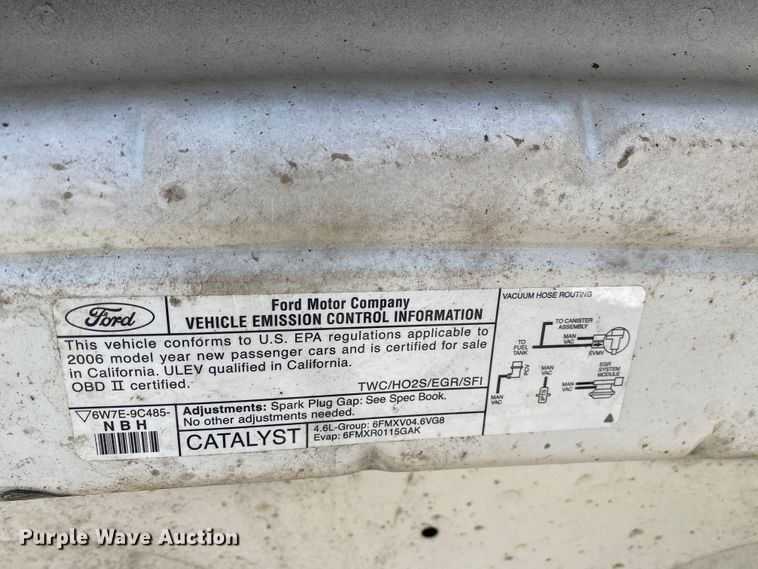 Ford
Ford Motor Company
VEHICLE EMISSION CONTROL INFORMATION
This vehicle conforms to U.S. EPA regulations applicable to
2006 model year new passenger cars and is certified for sale
in California. ULEV qualified in California.
OBD II certified.
TWC/HO2S/EGR/SFI
6W7E-9C485-
NBH
Adjustments: Spark Plug Gap: See Spec Book.
No other adjustments needed.
CATALYST
4.6L-Group: 6FMXV04.6VG8
Evap: 6FMXR0115GAK
VACUUM HOSE ROUTING
TO CANISTER
ASSEMBLY
TO
FUEL
TANK
MAN
VAC
EVMV
MAN
VAC
PCV
MAN
VAC
EGR
SYSTEM
MODULE
Purple Wave Auction